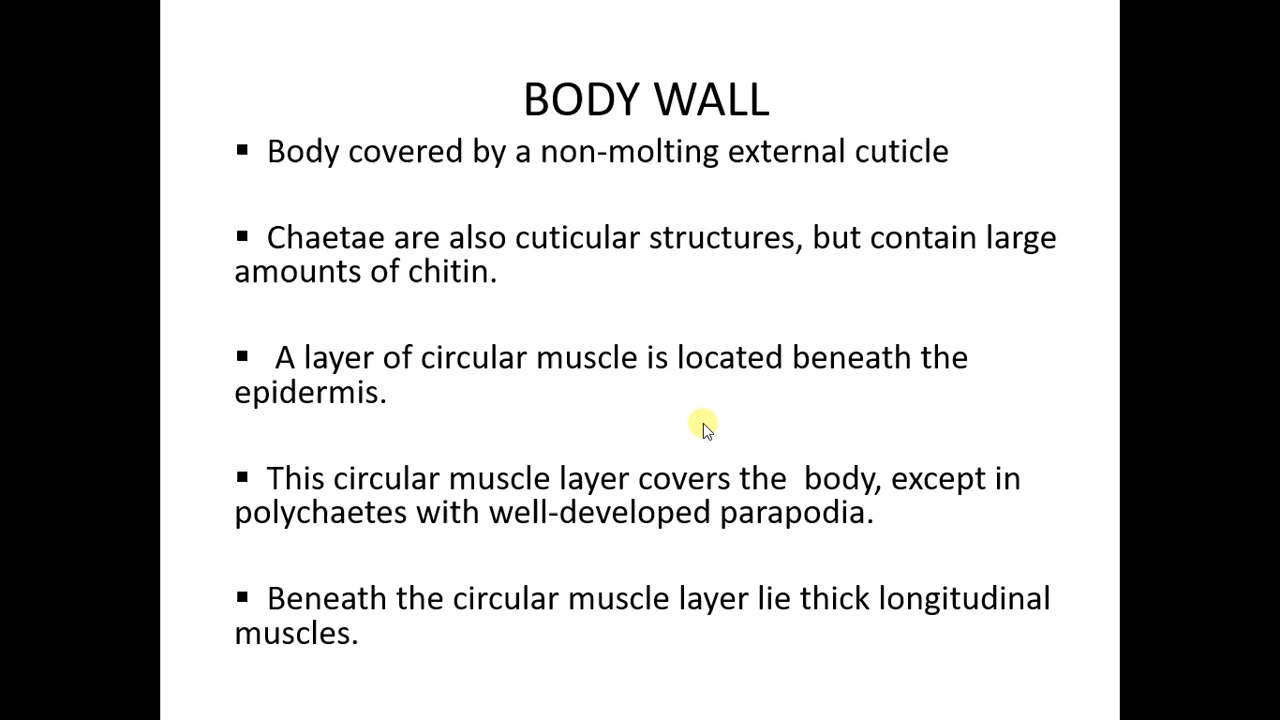 BODY WALL
▪ Body covered by a non-molting external cuticle
▪ Chaetae are also cuticular structures, but contain large
amounts of chitin.
▪ A layer of circular muscle is located beneath the
epidermis.
▪ This circular muscle layer covers the  body, except in
polychaetes with well-developed parapodia.
▪ Beneath the circular muscle layer lie thick longitudinal
muscles.